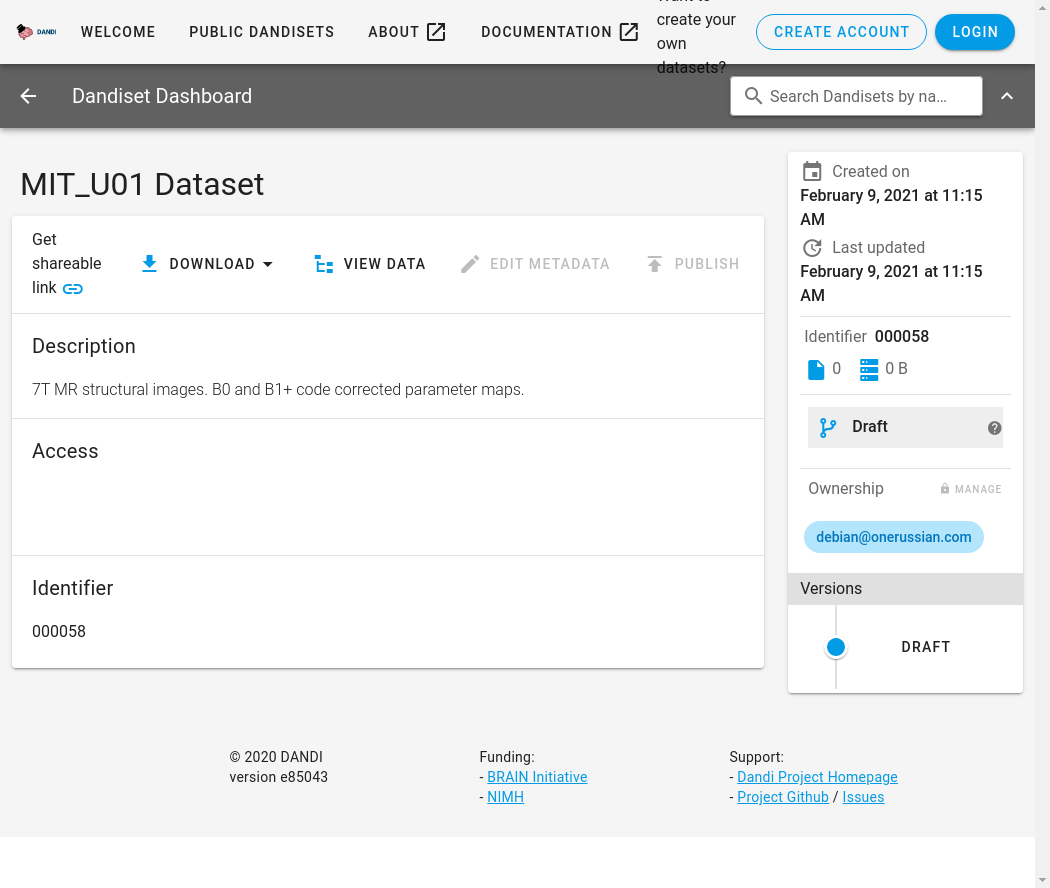 DANDI WELCOME PUBLIC DANDISETS ABOUT DOCUMENTATION
create your
own
datasets?
CREATE ACCOUNT LOGIN
Dandiset Dashboard
Search Dandisets by na…
MIT_U01 Dataset
Get
shareable
link
DOWNLOAD VIEW DATA EDIT METADATA PUBLISH
Description
7T MR structural images. B0 and B1+ code corrected parameter maps.
Access
Identifier
000058
Created on
February 9, 2021 at 11:15
AM
Last updated
February 9, 2021 at 11:15
AM
Identifier 000058
0 0 B
Draft
Ownership MANAGE
debian@onerussian.com
Versions
DRAFT
© 2020 DANDI
version e85043
Funding:
- BRAIN Initiative
- NIMH
Support:
- Dandi Project Homepage
- Project Github / Issues